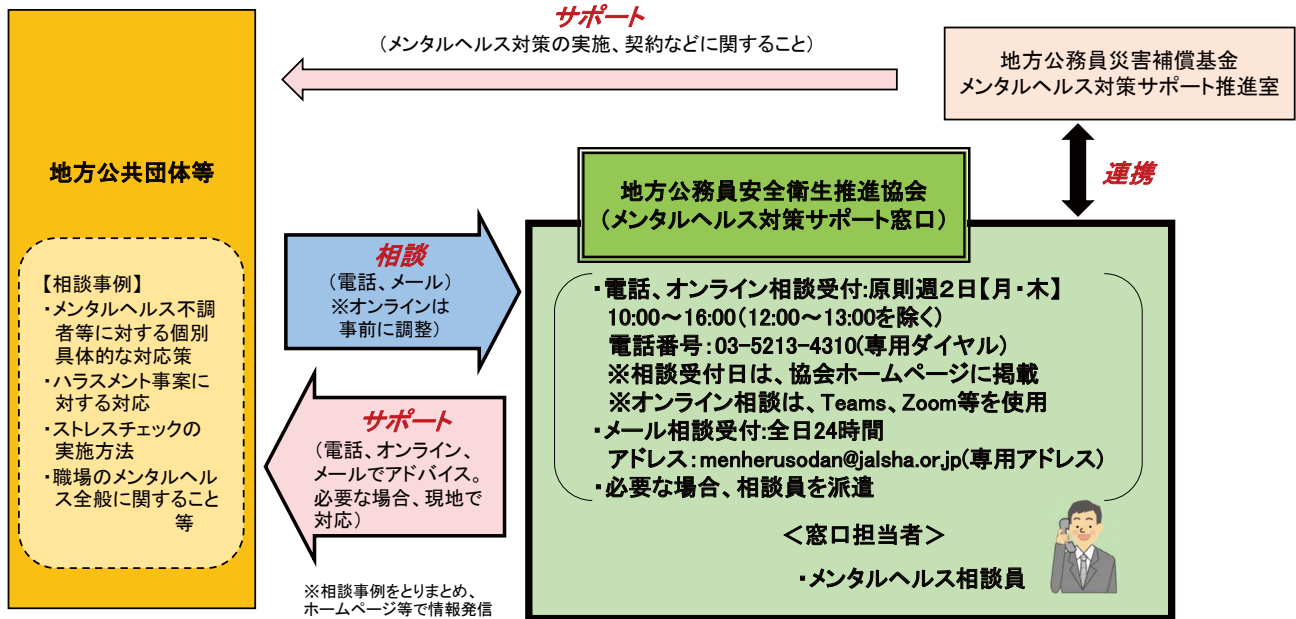 サポート
（メンタルヘルス対策の実施、契約などに関すること）
地方公務員災害補償基金
メンタルヘルス対策サポート推進室
連携
地方公共団体等
【相談事例】
・メンタルヘルス不調
者等に対する個別
具体的な対応策
・ハラスメント事案に
対する対応
・ストレスチェックの
実施方法
・職場のメンタルヘル
ス全般に関すること
等
相談
（電話、メール）
※オンラインは
事前に調整）
サポート
（電話、オンライン、
メールでアドバイス。
必要な場合、現地で
対応）
※相談事例をとりまとめ、
ホームページ等で情報発信
地方公務員安全衛生推進協会
（メンタルヘルス対策サポート窓口）
・電話、オンライン相談受付:原則週２日【月・木】
10:00～16:00（12:00～13:00を除く）
電話番号：03-5213-4310(専用ダイヤル）
※相談受付日は、協会ホームページに掲載
※オンライン相談は、Teams、Zoom等を使用
・メール相談受付:全日24時間
アドレス：menherusodan@jalsha.or.jp(専用アドレス）
・必要な場合、相談員を派遣
＜窓口担当者＞
・メンタルヘルス相談員